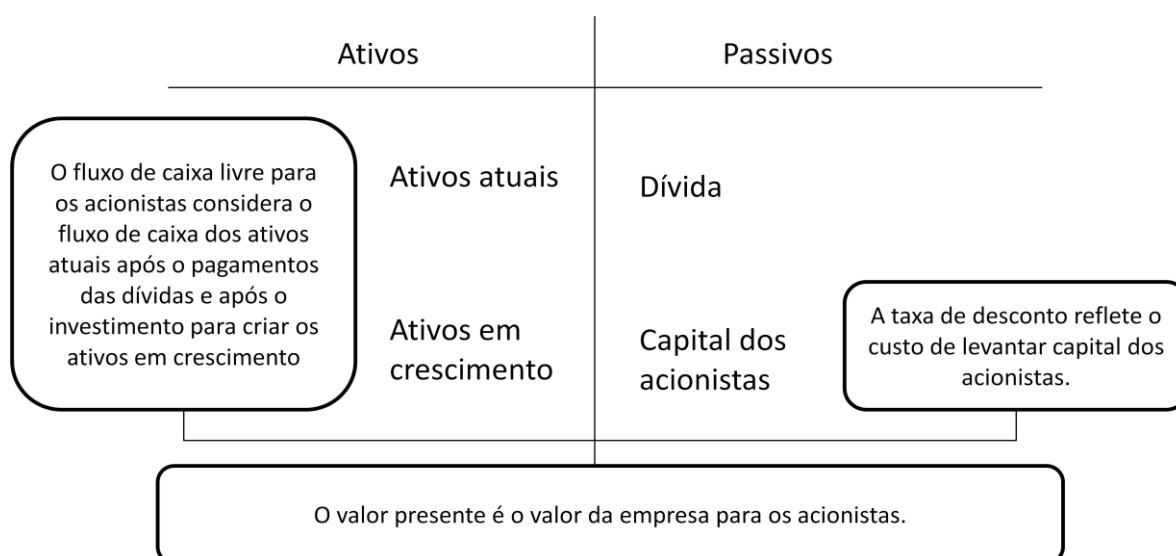 Ativos
Passivos
O fluxo de caixa livre para
os acionistas considera o
fluxo de caixa dos ativos
atuais após o pagamentos
das dívidas e após o
investimento para criar os
ativos em crescimento
Ativos atuais
Dívida
Ativos em
crescimento
Capital dos
acionistas
A taxa de desconto reflete o
custo de levantar capital dos
acionistas.
O valor presente é o valor da empresa para os acionistas.